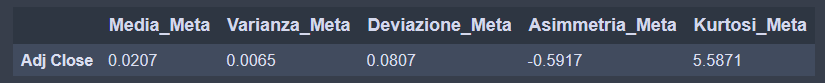 Media_Meta Varianza_Meta Deviazione_Meta Asimmetria_Meta Kurtosi_Meta
Adj Close 0.0207 0.0065 0.0807 -0.5917 5.5871